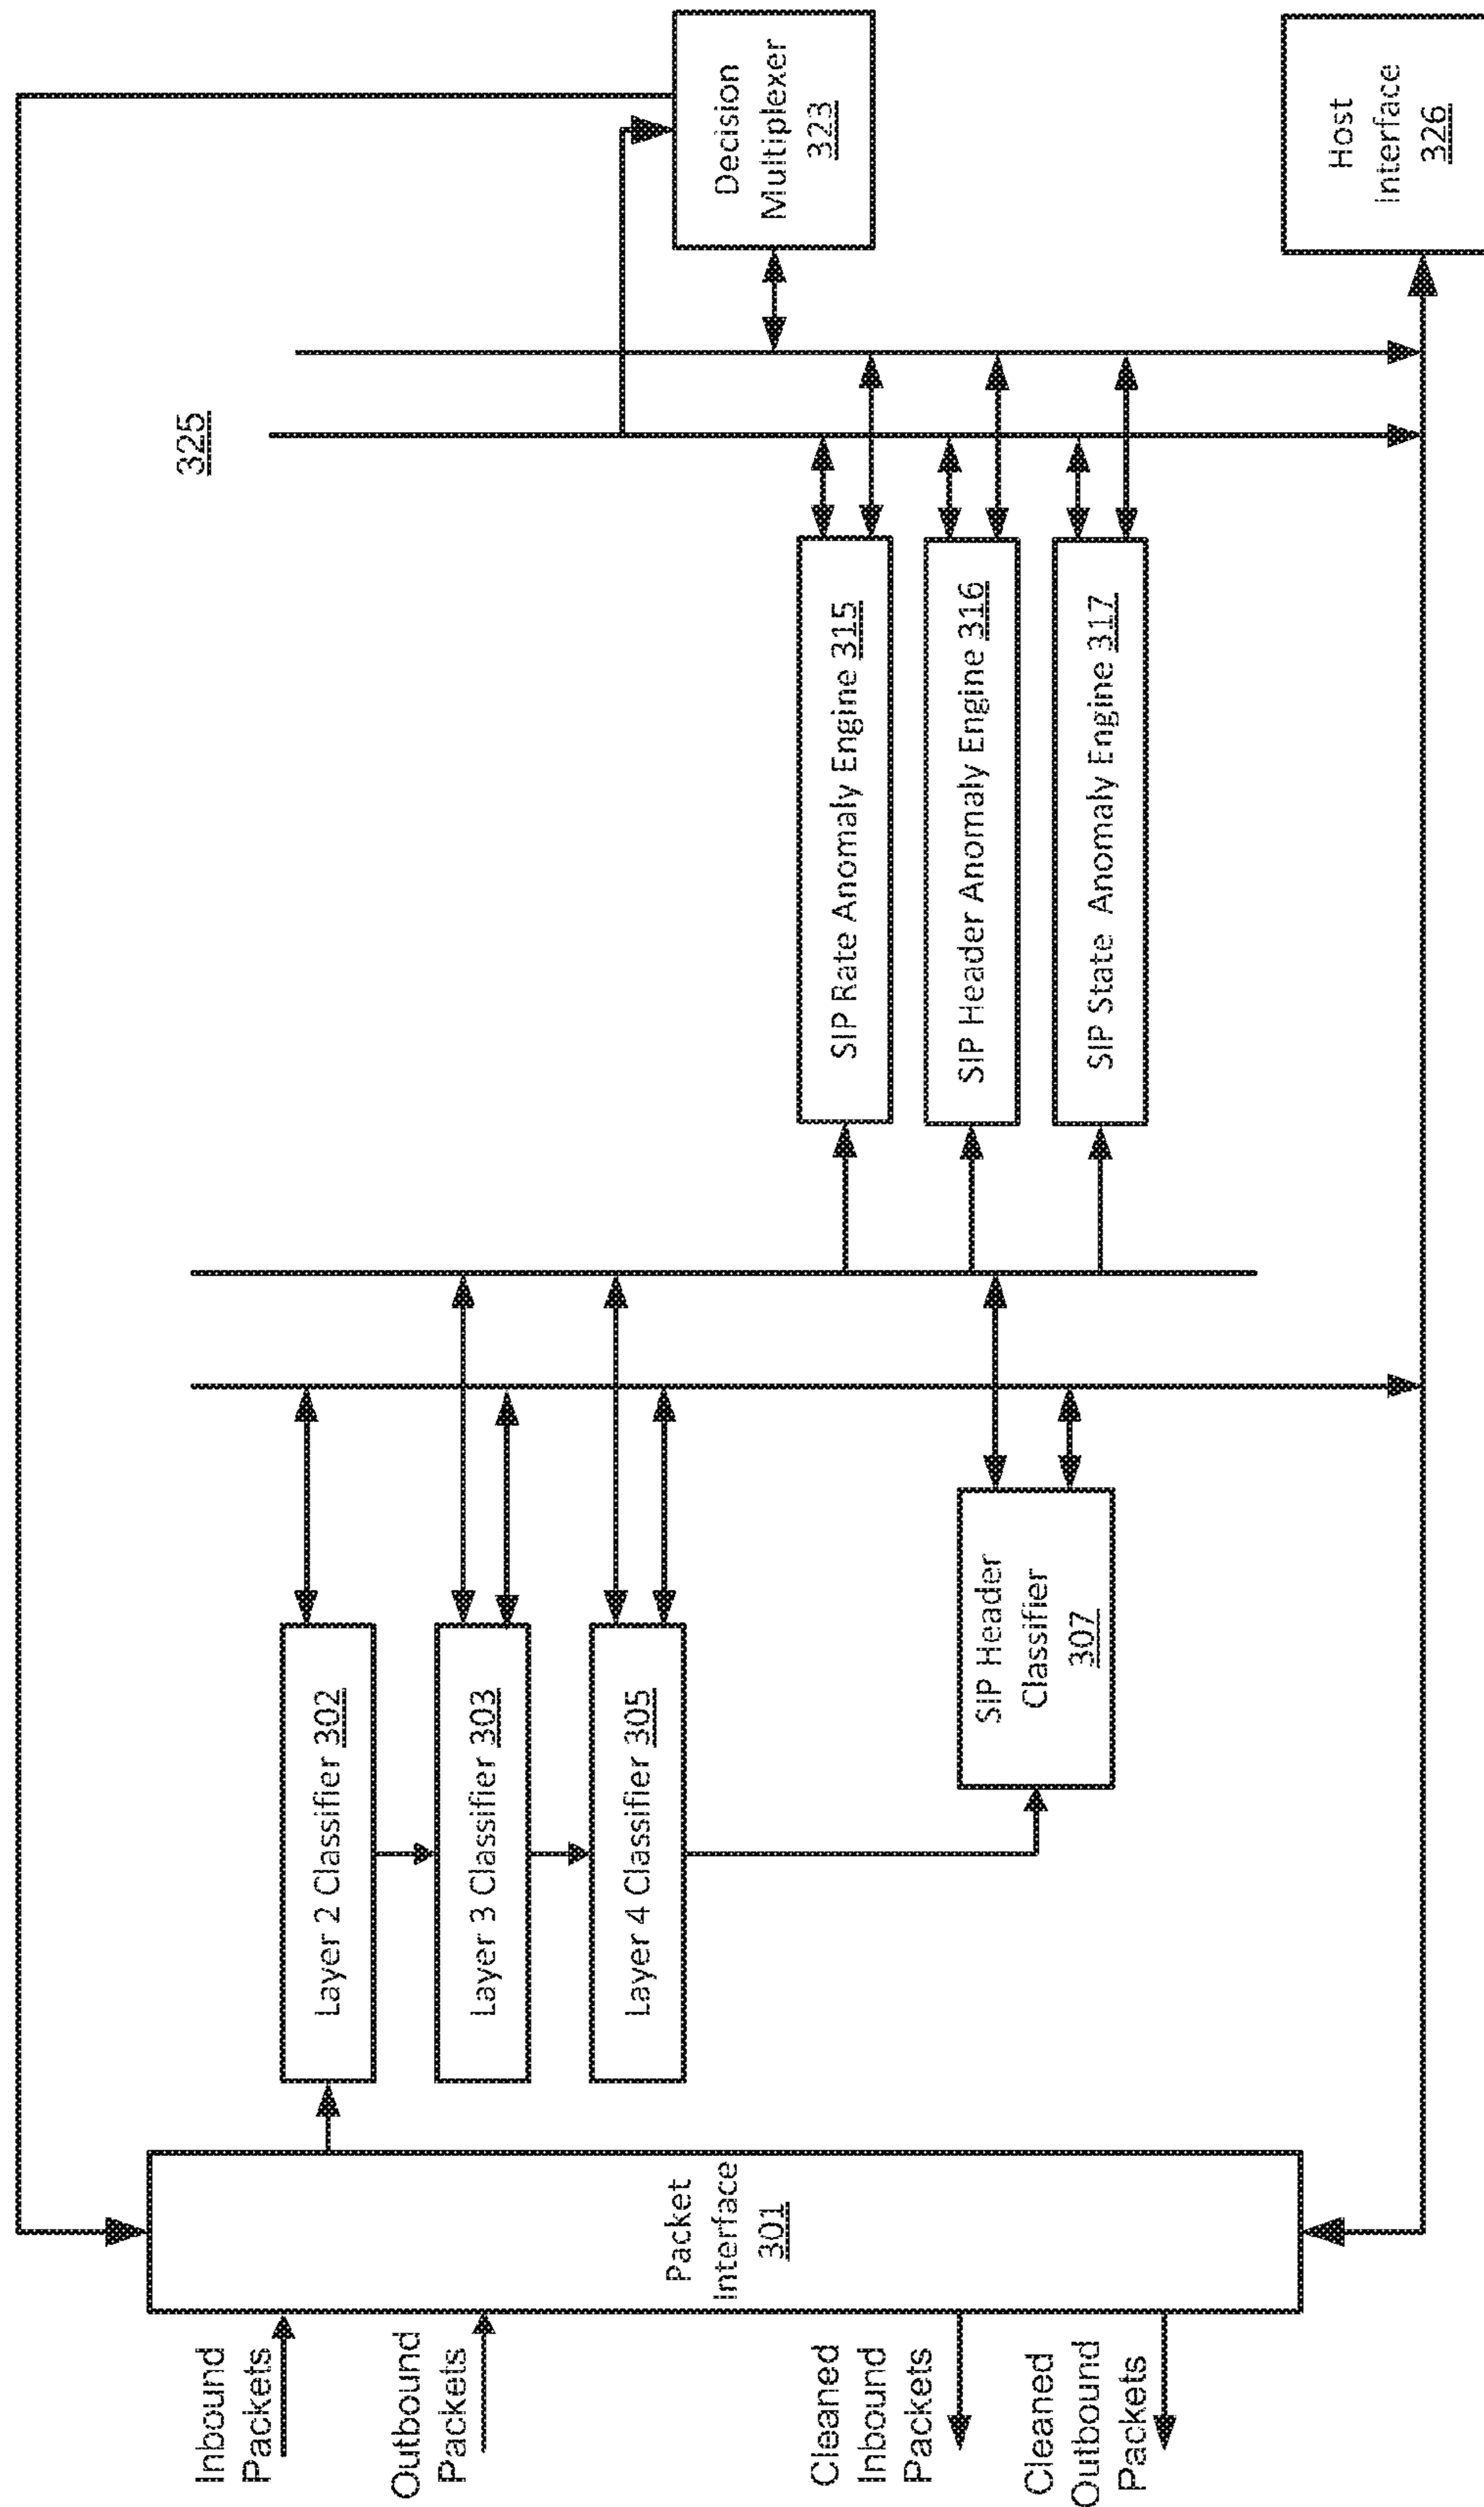 Inbound
Packets
Outbound
Packets
Cleaned
Inbound
Packets
Cleaned
Outbound
Packets
Packet
Interface
301
Layer 2 Classifier 302
Layer 3 Classifier 303
Layer 4 Classifier 305
SIP Header
Classifier
307
SIP Rate Anomaly Engine 315
SIP Header Anomaly Engine 316
SIP State Anomaly Engine 317
325
Decision
Multiplexer
323
Host
Interface
326